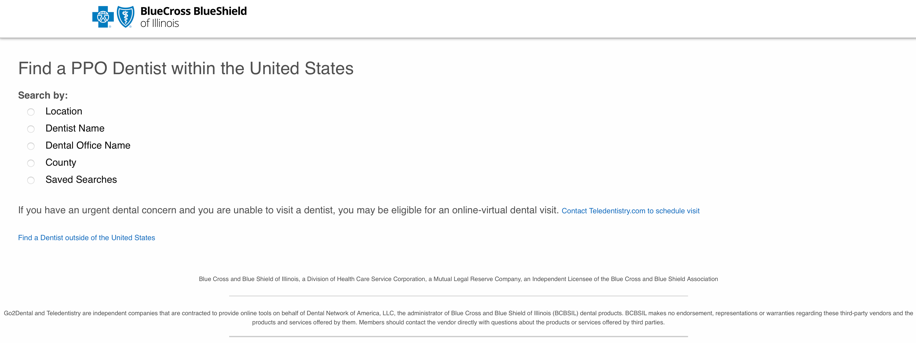 BlueCross BlueShield
of Illinois
Find a PPO Dentist within the United States
Search by:
Location
Dentist Name
Dental Office Name
County
Saved Searches
If you have an urgent dental concern and you are unable to visit a dentist, you may be eligible for an online-virtual dental visit. Contact Teledentistry.com to schedule visit
Find a Dentist outside of the United States
Blue Cross and Blue Shield of Illinois, a Division of Health Care Service Corporation, a Mutual Legal Reserve Company, an Independent Licensee of the Blue Cross and Blue Shield Association
Go2Dental and Teledentistry are independent companies that are contracted to provide online tools on behalf of Dental Network of America, LLC, the administrator of Blue Cross and Blue Shield of Illinois (BCBSIL) dental products. BCBSIL makes no endorsement, representations or warranties regarding these third-party vendors and the
products and services offered by them. Members should contact the vendor directly with questions about the products or services offered by third parties.